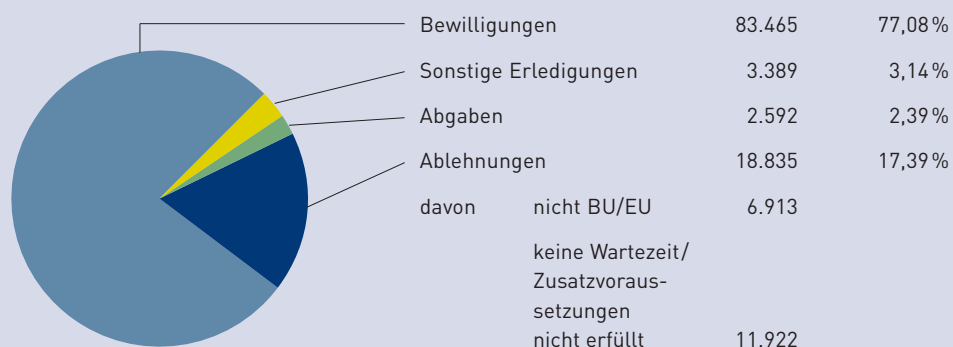 Bewilligungen 83.465 77,08 %
Sonstige Erledigungen 3.389 3,14 %
Abgaben 2.592 2,39 %
Ablehnungen 18.835 17,39 %
davon nicht BU/EU 6.913
keine Wartezeit/
Zusatzvoraus-
setzungen
nicht erfüllt 11.922